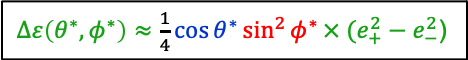 Δε(θ*, ϕ*) ≈ 1/4 cos θ* sin² ϕ* × (e₊² − e₋²)